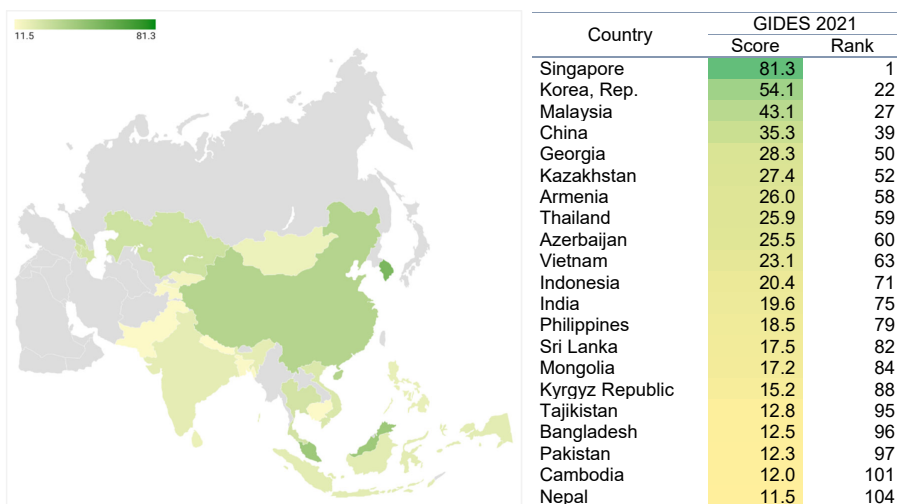 11.5 81.3
Country GIDES 2021
Score Rank
Singapore 81.3 1
Korea, Rep. 54.1 22
Malaysia 43.1 27
China 35.3 39
Georgia 28.3 50
Kazakhstan 27.4 52
Armenia 26.0 58
Thailand 25.9 59
Azerbaijan 25.5 60
Vietnam 23.1 63
Indonesia 20.4 71
India 19.6 75
Philippines 18.5 79
Sri Lanka 17.5 82
Mongolia 17.2 84
Kyrgyz Republic 15.2 88
Tajikistan 12.8 95
Bangladesh 12.5 96
Pakistan 12.3 97
Cambodia 12.0 101
Nepal 11.5 104